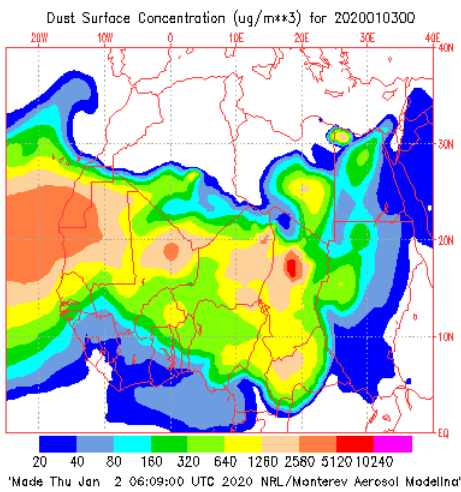 Dust Surface Concentration (ug/m**3) for 2020010300
20W 10W 0 10E 20E 30E 40E
40N
30N
20N
10N
EQ
20 40 80 160 320 640 1260 2580 5120 10240
'Made Thu Jan 2 06:09:00 UTC 2020 NRL/Monterey Aerosol Modelina'